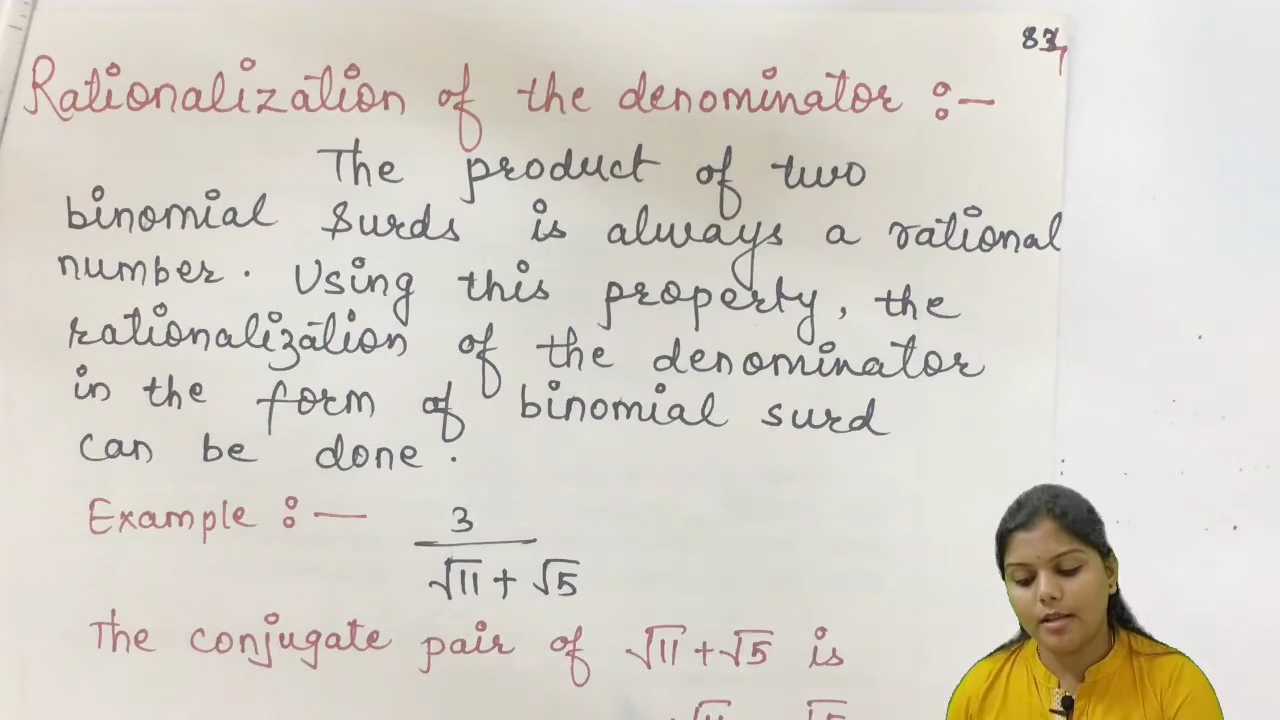 Rationalization of the denominator :-
The product of two
binomial surds is always a rational
number. Using this property, the
rationalization of the denominator
in the form of binomial surd
can be done.
Example :- 3
√11 + √5
The conjugate pair of √11 + √5 is
√11 √5